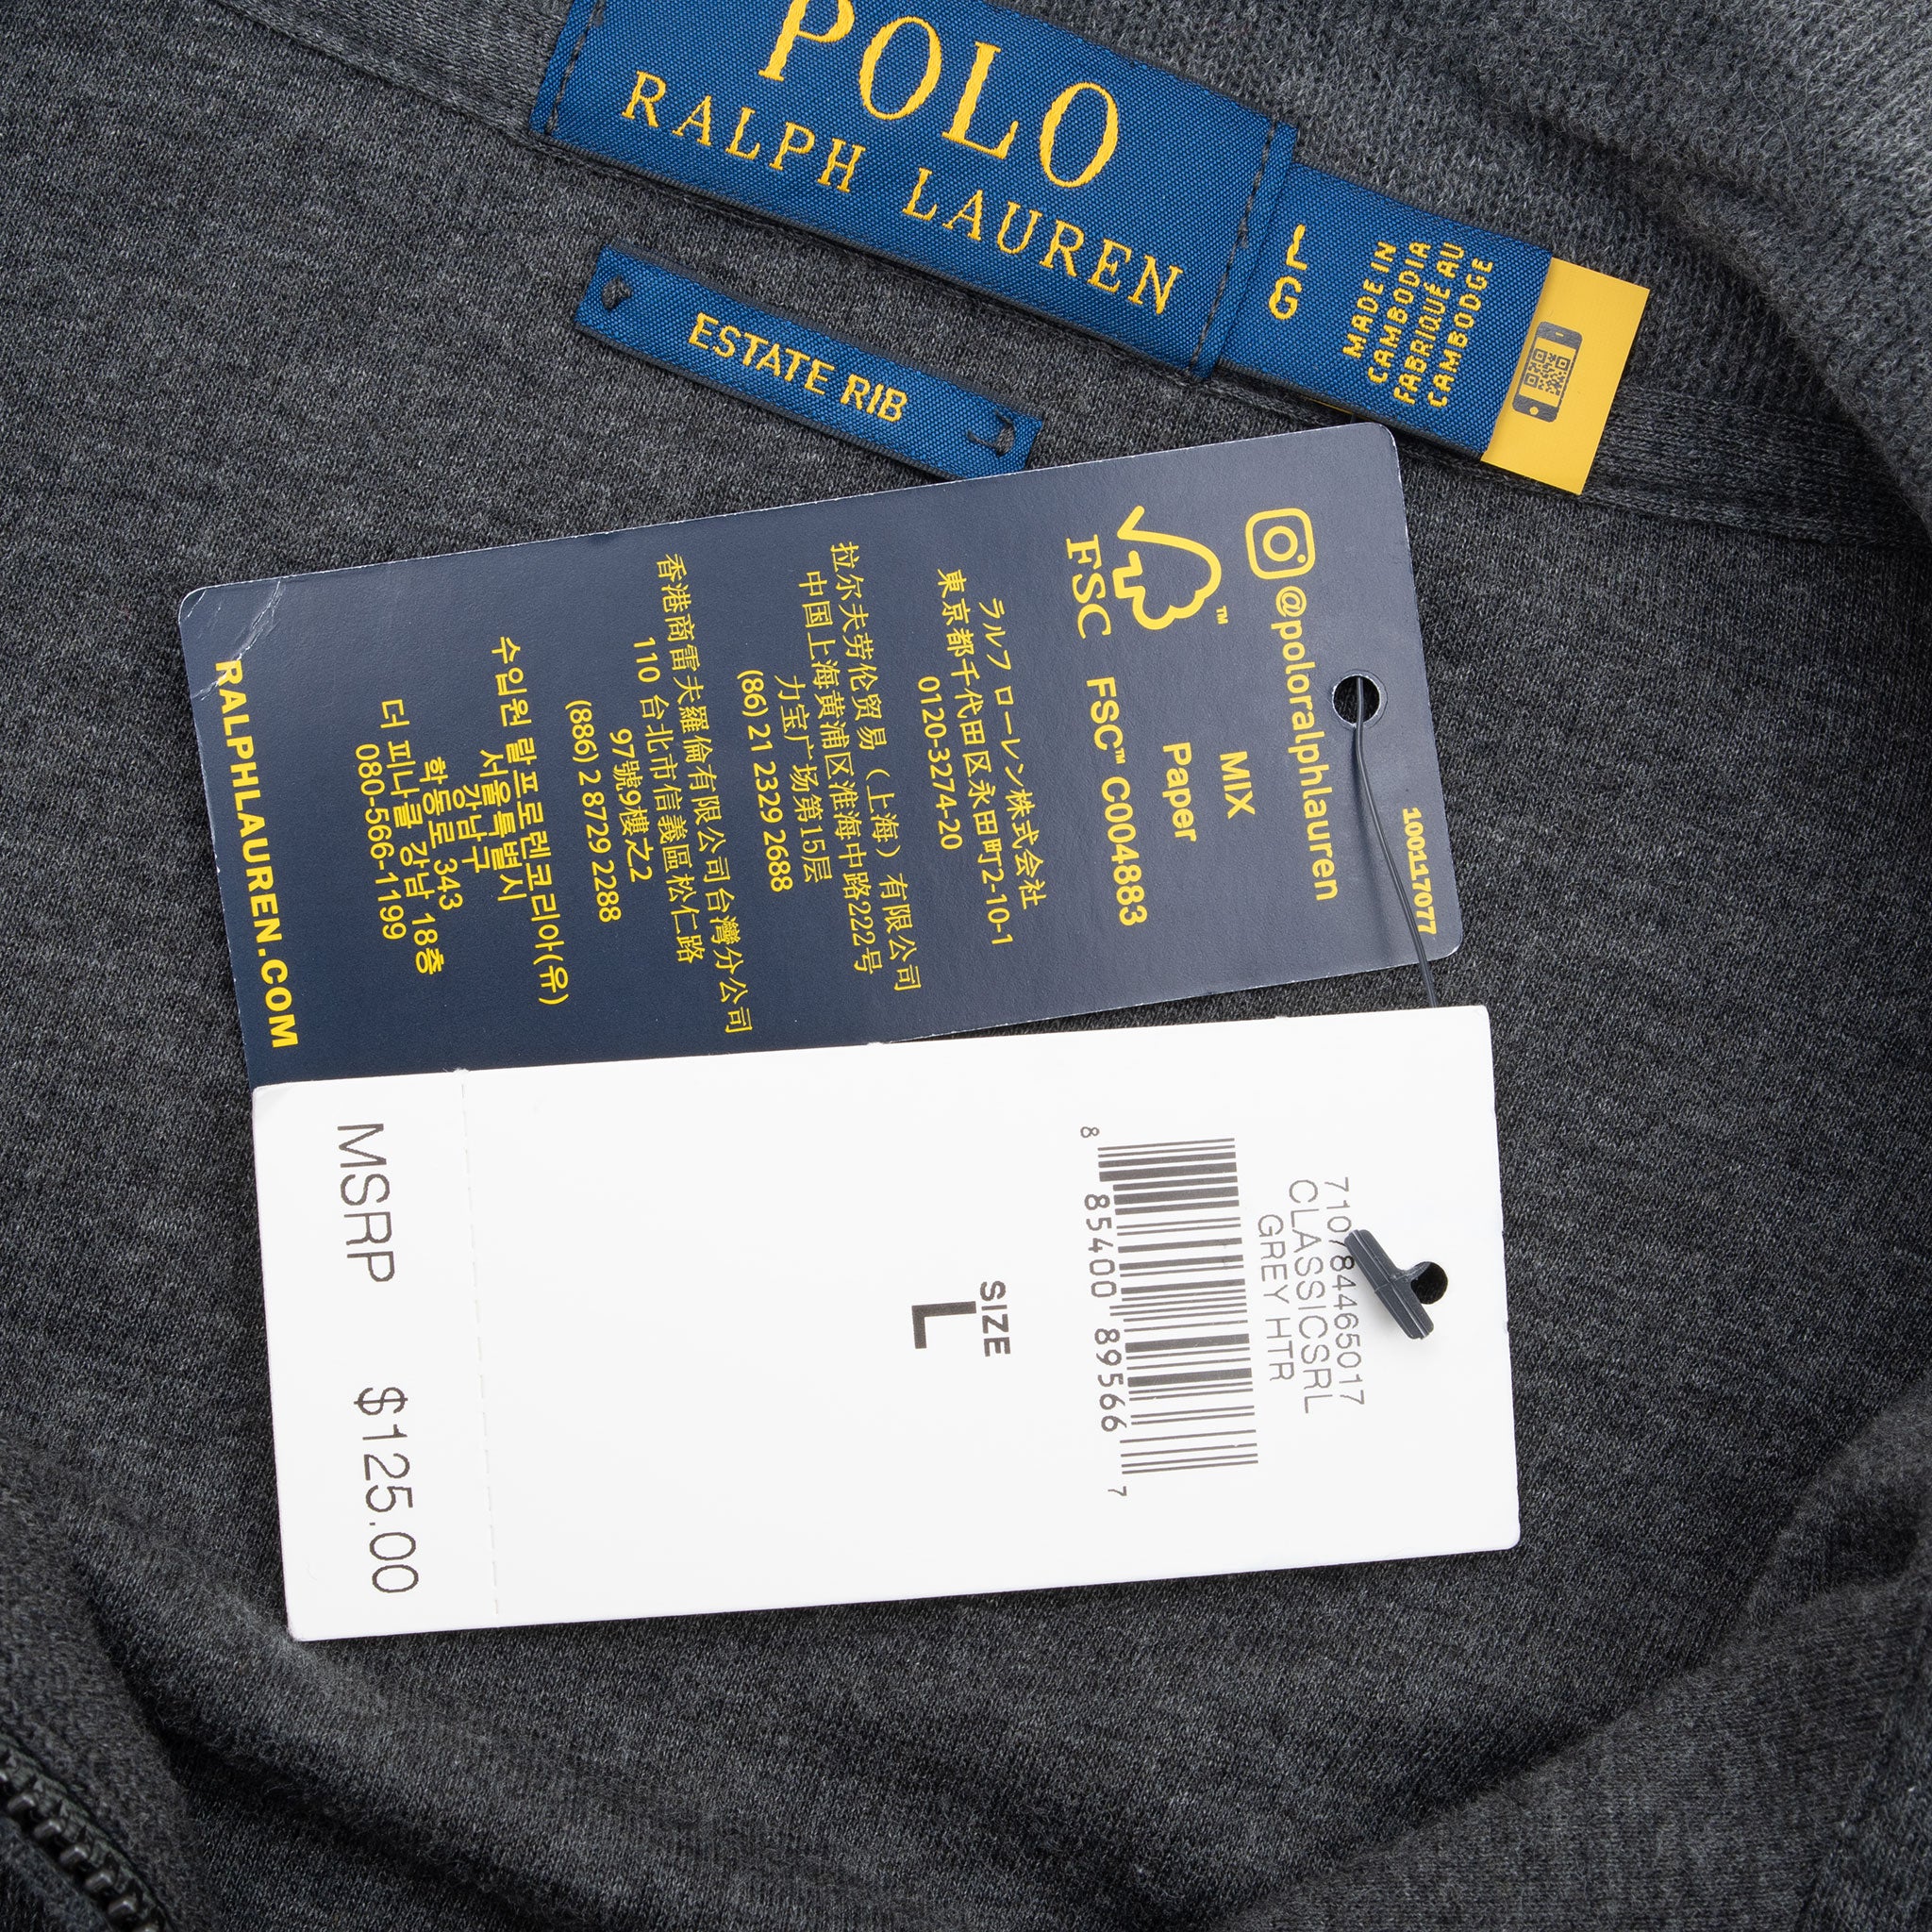 POLO
RALPH LAUREN
L
G
MADE IN
CAMBODIA
FABRIQUÉ AU
CAMBODGE
ESTATE RIB
100117077
@poloralphlauren
MIX
Paper
FSC™ C004883
FSC
™
ラルフ ローレン株式会社
東京都千代田区永田町2-10-1
0120-3274-20
拉尔夫劳伦贸易（上海）有限公司
中国上海黄浦区淮海中路222号
力宝广场第15层
(86) 21 2329 2688
香港商雷夫羅倫有限公司台灣分公司
110 台北市信義區松仁路
97號9樓之2
(886) 2 8729 2288
수입원 랄프로렌코리아(유)
서울특별시
강남구
학동로 343
더 피나클 강남 18층
080-566-1199
RALPHLAUREN.COM
710784465017
CLASSICSRL
GREY HTR
8 85400 89566 7
SIZE
L
MSRP $125.00